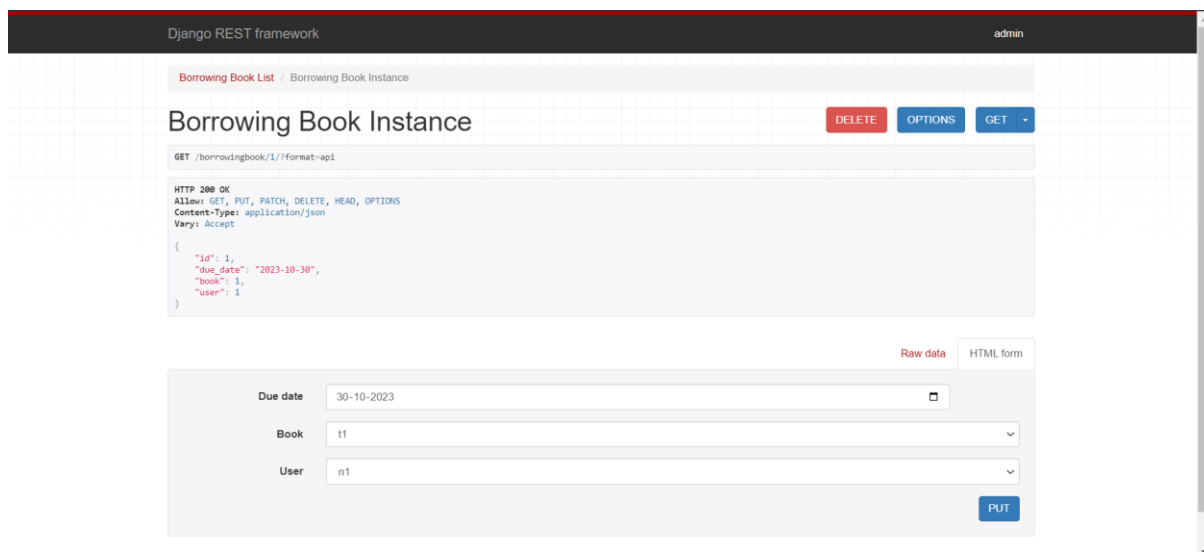 Django REST framework admin
Borrowing Book List / Borrowing Book Instance
Borrowing Book Instance DELETE OPTIONS GET
GET /borrowingbook/1/?format=api
HTTP 200 OK
Allow: GET, PUT, PATCH, DELETE, HEAD, OPTIONS
Content-Type: application/json
Vary: Accept
{
"id": 1,
"due_date": "2023-10-30",
"book": 1,
"user": 1
}
Raw data HTML form
Due date 30-10-2023
Book t1
User n1
PUT